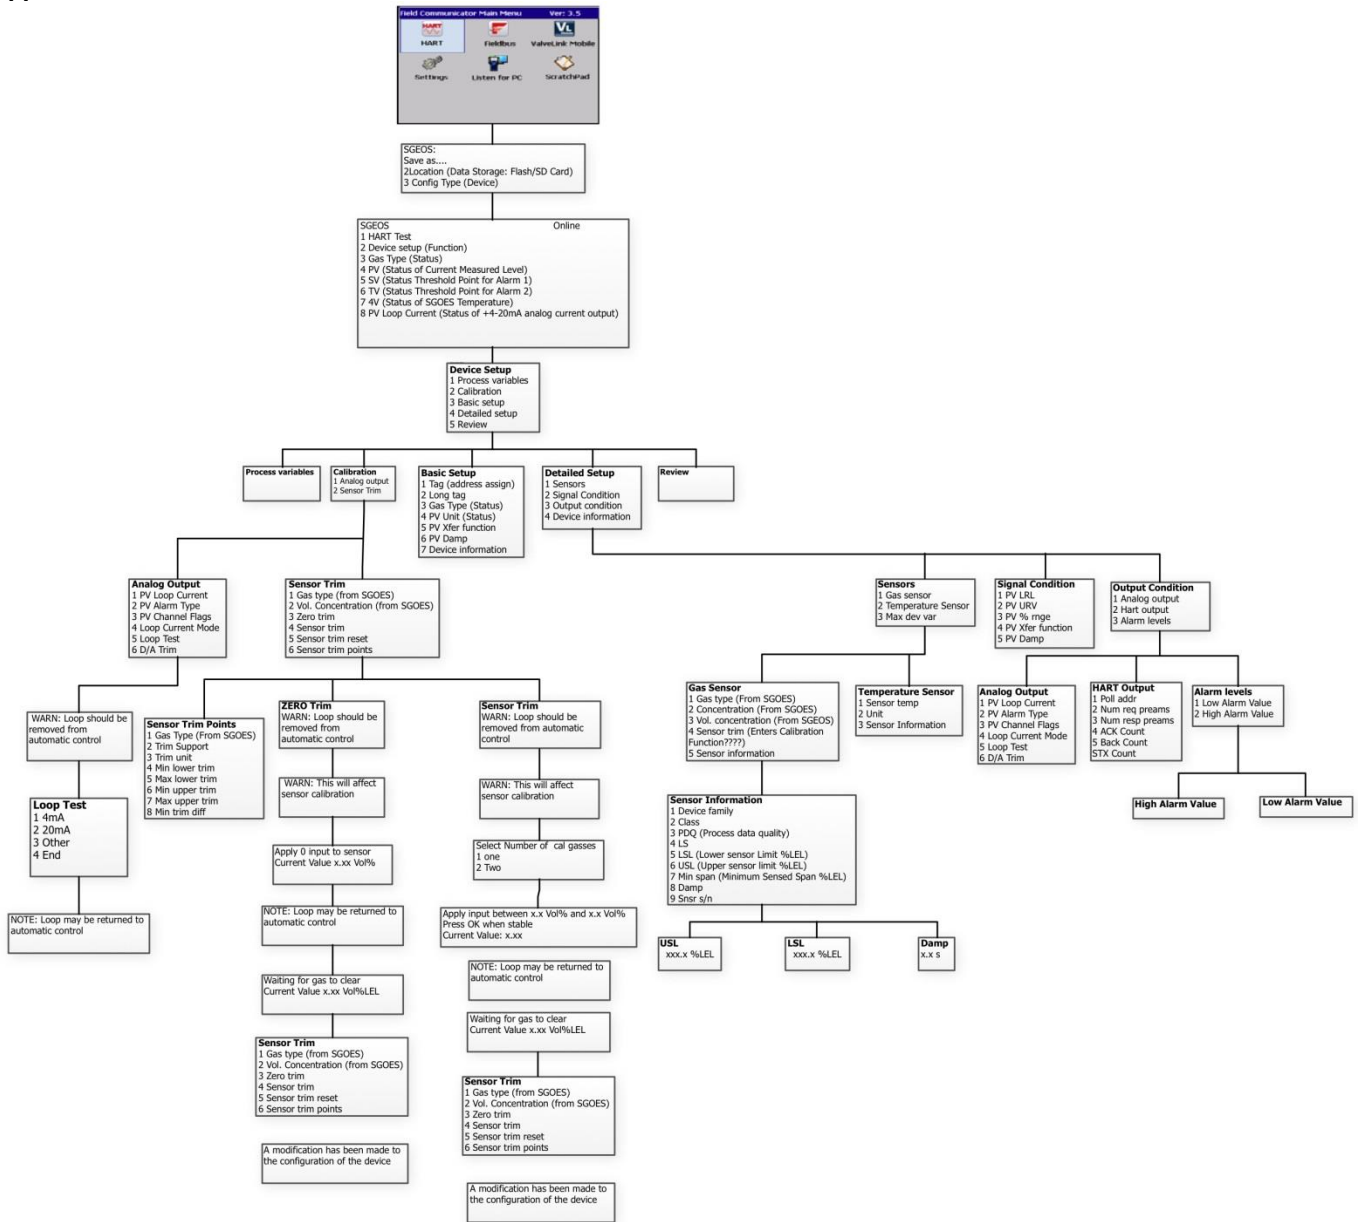 Field Communicator Main Menu Ver: 3.5
HART
HART Fieldbus ValveLink Mobile
Settings Listen for PC ScratchPad
SGEOS:
Save as....
2Location (Data Storage: Flash/SD Card)
3 Config Type (Device)
SGEOS Online
1 HART Test
2 Device setup (Function)
3 Gas Type (Status)
4 PV (Status of Current Measured Level)
5 SV (Status Threshold Point for Alarm 1)
6 TV (Status Threshold Point for Alarm 2)
7 4V (Status of SGOES Temperature)
8 PV Loop Current (Status of +4-20mA analog current output)
Device Setup
1 Process variables
2 Calibration
3 Basic setup
4 Detailed setup
5 Review
Process variables
Calibration
1 Analog output
2 Sensor Trim
Basic Setup
1 Tag (address assign)
2 Long tag
3 Gas Type (Status)
4 PV Unit (Status)
5 PV Xfer function
6 PV Damp
7 Device information
Detailed Setup
1 Sensors
2 Signal Condition
3 Output condition
4 Device information
Review
Analog Output
1 PV Loop Current
2 PV Alarm Type
3 PV Channel Flags
4 Loop Current Mode
5 Loop Test
6 D/A Trim
Sensor Trim
1 Gas type (from SGOES)
2 Vol. Concentration (from SGOES)
3 Zero trim
4 Sensor trim
5 Sensor trim reset
6 Sensor trim points
Sensors
1 Gas sensor
2 Temperature Sensor
3 Max dev var
Signal Condition
1 PV LRL
2 PV URV
3 PV % rnge
4 PV Xfer function
5 PV Damp
Output Condition
1 Analog output
2 Hart output
3 Alarm levels
WARN: Loop should be
removed from
automatic control
Loop Test
1 4mA
2 20mA
3 Other
4 End
NOTE: Loop may be returned to
automatic control
Sensor Trim Points
1 Gas Type (From SGOES)
2 Trim Support
3 Trim unit
4 Min lower trim
5 Max lower trim
6 Min upper trim
7 Max upper trim
8 Min trim diff
ZERO Trim
WARN: Loop should be
removed from
automatic control
WARN: This will affect
sensor calibration
Apply 0 input to sensor
Current Value x.xx Vol%
NOTE: Loop may be returned to
automatic control
Waiting for gas to clear
Current Value x.xx Vol%LEL
Sensor Trim
1 Gas type (from SGOES)
2 Vol. Concentration (from SGOES)
3 Zero trim
4 Sensor trim
5 Sensor trim reset
6 Sensor trim points
A modification has been made to
the configuration of the device
Sensor Trim
WARN: Loop should be
removed from automatic
control
WARN: This will affect
sensor calibration
Select Number of cal gasses
1 one
2 Two
Apply input between x.x Vol% and x.x Vol%
Press OK when stable
Current Value: x.xx
NOTE: Loop may be returned to
automatic control
Waiting for gas to clear
Current Value x.xx Vol%LEL
Sensor Trim
1 Gas type (from SGOES)
2 Vol. Concentration (from SGOES)
3 Zero trim
4 Sensor trim
5 Sensor trim reset
6 Sensor trim points
A modification has been made to
the configuration of the device
Gas Sensor
1 Gas type (From SGOES)
2 Concentration (From SGOES)
3 Vol. concentration (From SGEOS)
4 Sensor trim (Enters Calibration
Function????)
5 Sensor information
Temperature Sensor
1 Sensor temp
2 Unit
3 Sensor Information
Analog Output
1 PV Loop Current
2 PV Alarm Type
3 PV Channel Flags
4 Loop Current Mode
5 Loop Test
6 D/A Trim
HART Output
1 Poll addr
2 Num req preams
3 Num resp preams
4 ACK Count
5 Back Count
STX Count
Alarm levels
1 Low Alarm Value
2 High Alarm Value
High Alarm Value
Low Alarm Value
Sensor Information
1 Device family
2 Class
3 PDQ (Process data quality)
4 LS
5 LSL (Lower sensor Limit %LEL)
6 USL (Upper sensor limit %LEL)
7 Min span (Minimum Sensed Span %LEL)
8 Damp
9 Snsr s/n
USL
xxx.x %LEL
LSL
xxx.x %LEL
Damp
x.x s